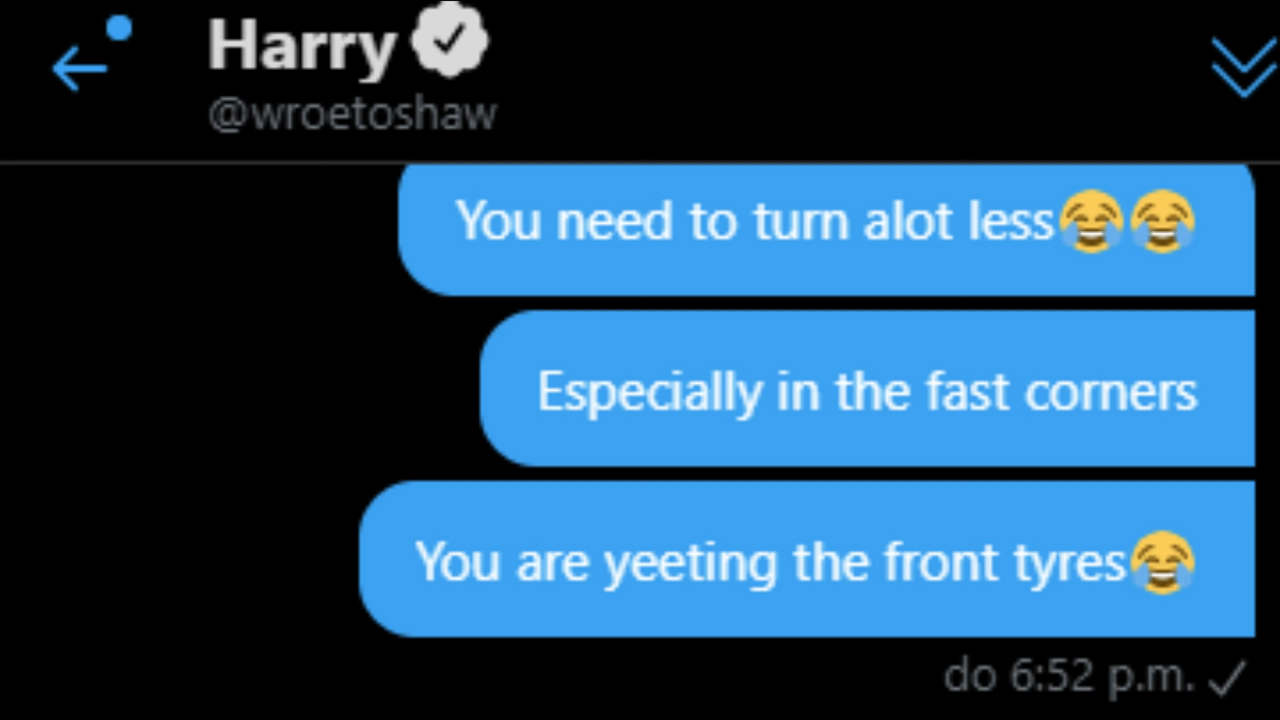 Harry
@wroetoshaw
You need to turn alot less😂😂
Especially in the fast corners
You are yeeting the front tyres😂
do 6:52 p.m.